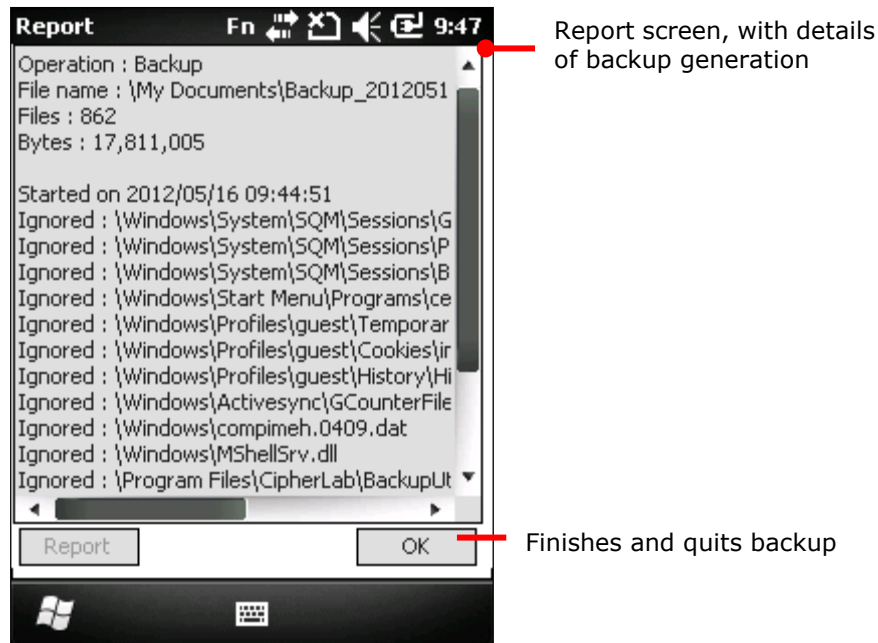 Report Fn 9:47
Operation : Backup
File name : \My Documents\Backup_2012051
Files : 862
Bytes : 17,811,005
Started on 2012/05/16 09:44:51
Ignored : \Windows\System\SQM\Sessions\G
Ignored : \Windows\System\SQM\Sessions\P
Ignored : \Windows\System\SQM\Sessions\B
Ignored : \Windows\Start Menu\Programs\ce
Ignored : \Windows\Profiles\guest\Temporar
Ignored : \Windows\Profiles\guest\Cookies\ir
Ignored : \Windows\Profiles\guest\History\Hi
Ignored : \Windows\Activesync\GCounterFile
Ignored : \Windows\compimeh.0409.dat
Ignored : \Windows\MShellSrv.dll
Ignored : \Program Files\CipherLab\BackupUt
Report OK
Report screen, with details
of backup generation
Finishes and quits backup